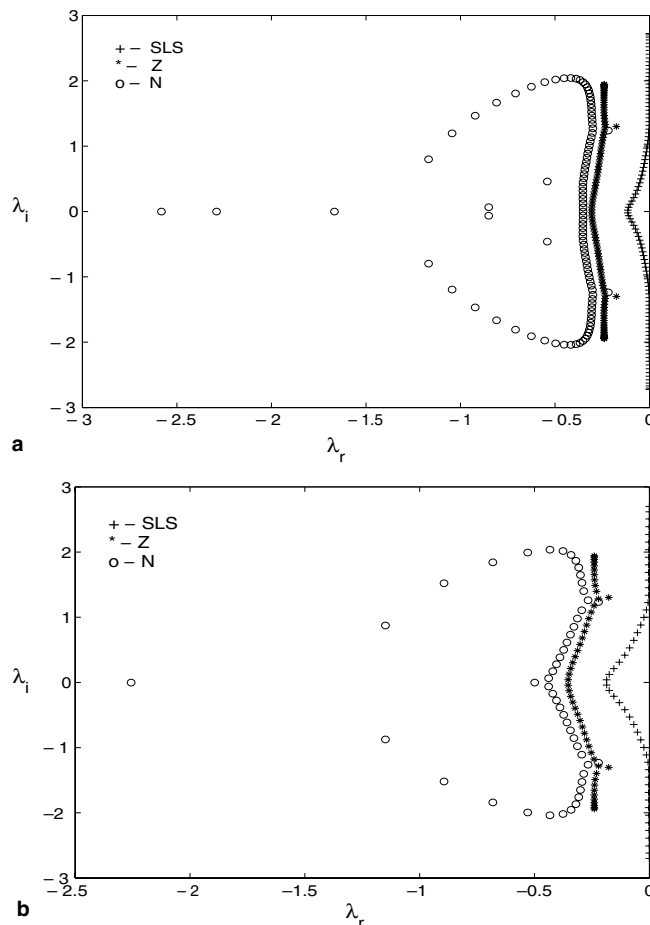 3
+ – SLS
* – Z
o – N
2
1
λi
0
– 1
– 2
– 3
– 3
– 2.5
– 2
– 1.5
– 1
– 0.5
0
a
λr
3
+ – SLS
* – Z
o – N
2
1
λi
0
– 1
– 2
– 3
– 2.5
– 2
– 1.5
– 1
– 0.5
0
b
λr